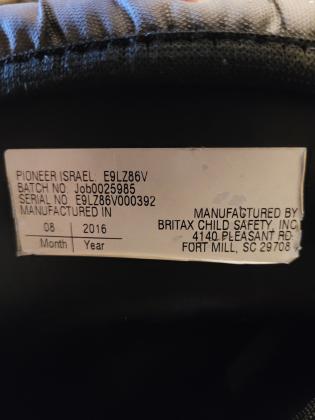 PIONEER ISRAEL E9LZ86V
BATCH NO. Job0025985
SERIAL NO. E9LZ86V000392
MANUFACTURED IN
08 2016
Month Year
MANUFACTURED BY
BRITAX CHILD SAFETY, INC
4140 PLEASANT RD
FORT MILL, SC 29708